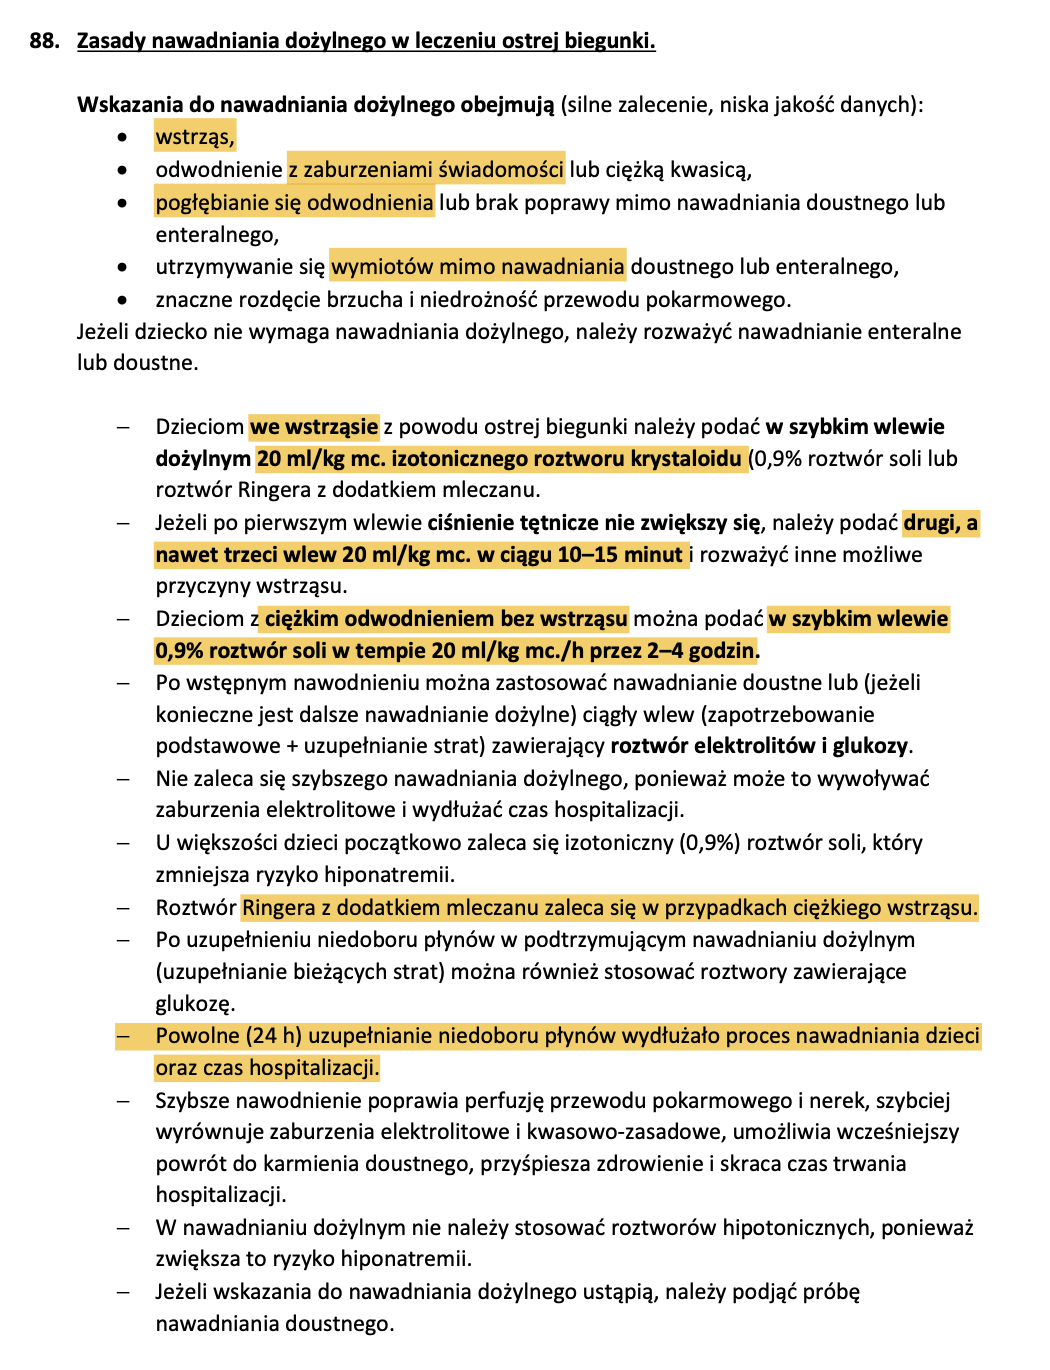 88. Zasady nawadniania dożylnego w leczeniu ostrej biegunki.
Wskazania do nawadniania dożylnego obejmują (silne zalecenie, niska jakość danych):
• wstrząs,
• odwodnienie z zaburzeniami świadomości lub ciężką kwasicą,
• pogłębianie się odwodnienia lub brak poprawy mimo nawadniania doustnego lub
enteralnego,
• utrzymywanie się wymiotów mimo nawadniania doustnego lub enteralnego,
• znaczne rozdęcie brzucha i niedrożność przewodu pokarmowego.
Jeżeli dziecko nie wymaga nawadniania dożylnego, należy rozważyć nawadnianie enteralne
lub doustne.
– Dzieciom we wstrząsie z powodu ostrej biegunki należy podać w szybkim wlewie
dożylnym 20 ml/kg mc. izotonicznego roztworu krystaloidu (0,9% roztwór soli lub
roztwór Ringera z dodatkiem mleczanu.
– Jeżeli po pierwszym wlewie ciśnienie tętnicze nie zwiększy się, należy podać drugi, a
nawet trzeci wlew 20 ml/kg mc. w ciągu 10–15 minut i rozważyć inne możliwe
przyczyny wstrząsu.
– Dzieciom z ciężkim odwodnieniem bez wstrząsu można podać w szybkim wlewie
0,9% roztwór soli w tempie 20 ml/kg mc./h przez 2–4 godzin.
– Po wstępnym nawodnieniu można zastosować nawadnianie doustne lub (jeżeli
konieczne jest dalsze nawadnianie dożylne) ciągły wlew (zapotrzebowanie
podstawowe + uzupełnianie strat) zawierający roztwór elektrolitów i glukozy.
– Nie zaleca się szybszego nawadniania dożylnego, ponieważ może to wywoływać
zaburzenia elektrolitowe i wydłużać czas hospitalizacji.
– U większości dzieci początkowo zaleca się izotoniczny (0,9%) roztwór soli, który
zmniejsza ryzyko hiponatremii.
– Roztwór Ringera z dodatkiem mleczanu zaleca się w przypadkach ciężkiego wstrząsu.
– Po uzupełnieniu niedoboru płynów w podtrzymującym nawadnianiu dożylnym
(uzupełnianie bieżących strat) można również stosować roztwory zawierające
glukozę.
– Powolne (24 h) uzupełnianie niedoboru płynów wydłużało proces nawadniania dzieci
oraz czas hospitalizacji.
– Szybsze nawodnienie poprawia perfuzję przewodu pokarmowego i nerek, szybciej
wyrównuje zaburzenia elektrolitowe i kwasowo-zasadowe, umożliwia wcześniejszy
powrót do karmienia doustnego, przyśpiesza zdrowienie i skraca czas trwania
hospitalizacji.
– W nawadnianiu dożylnym nie należy stosować roztworów hipotonicznych, ponieważ
zwiększa to ryzyko hiponatremii.
– Jeżeli wskazania do nawadniania dożylnego ustąpią, należy podjąć próbę
nawadniania doustnego.